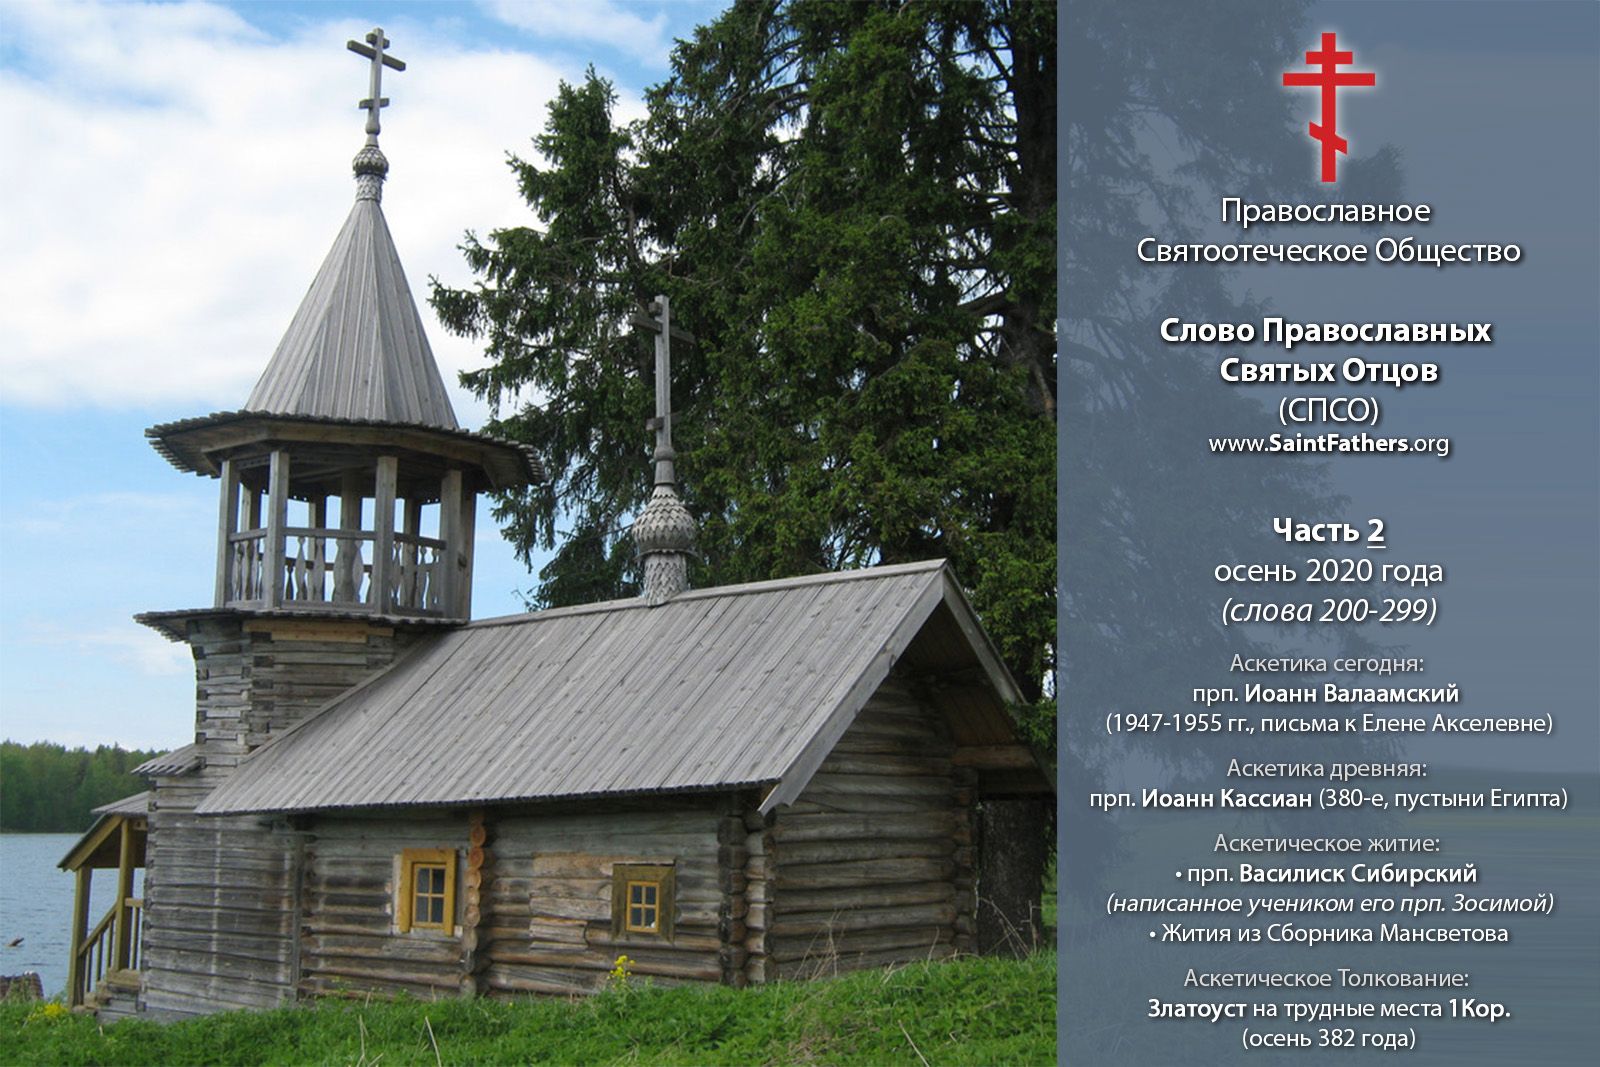 Православное
Святоотеческое Общество
Слово Православных
Святых Отцов
(СПСО)
www.SaintFathers.org
Часть 2
осень 2020 года
(слова 200-299)
Аскетика сегодня:
прп. Иоанн Валаамский
(1947-1955 гг., письма к Елене Акселевне)
Аскетика древняя:
прп. Иоанн Кассиан (380-е, пустыни Египта)
Аскетическое житие:
• прп. Василиск Сибирский
(написанное учеником его прп. Зосимой)
• Жития из Сборника Мансветова
Аскетическое Толкование:
Златоуст на трудные места 1Кор.
(осень 382 года)